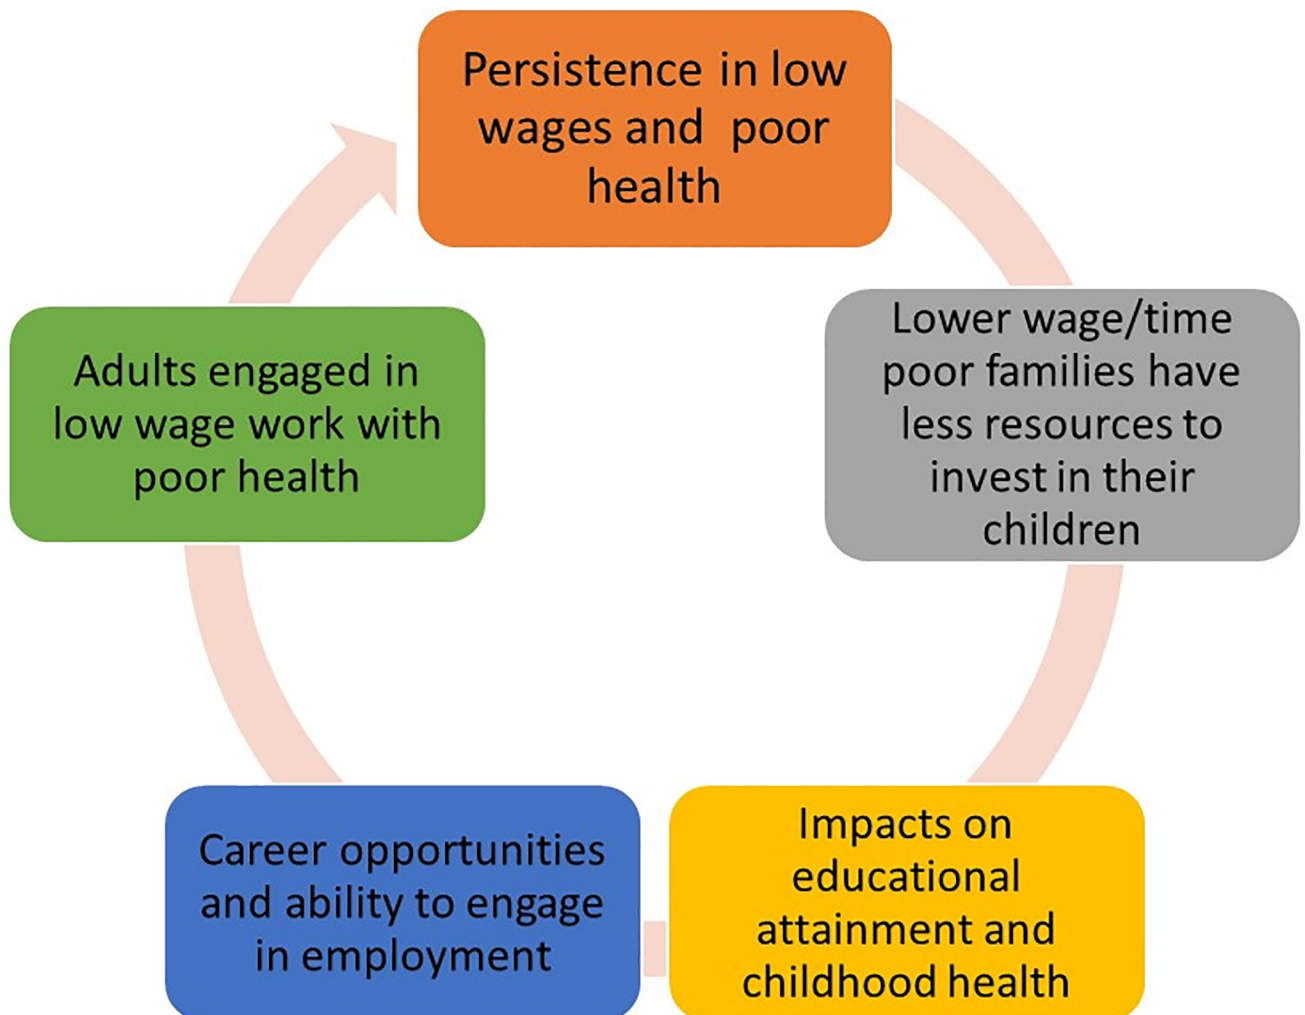 Persistence in low
wages and poor
health
Lower wage/time
poor families have
less resources to
invest in their
children
Impacts on
educational
attainment and
childhood health
Career opportunities
and ability to engage
in employment
Adults engaged in
low wage work with
poor health